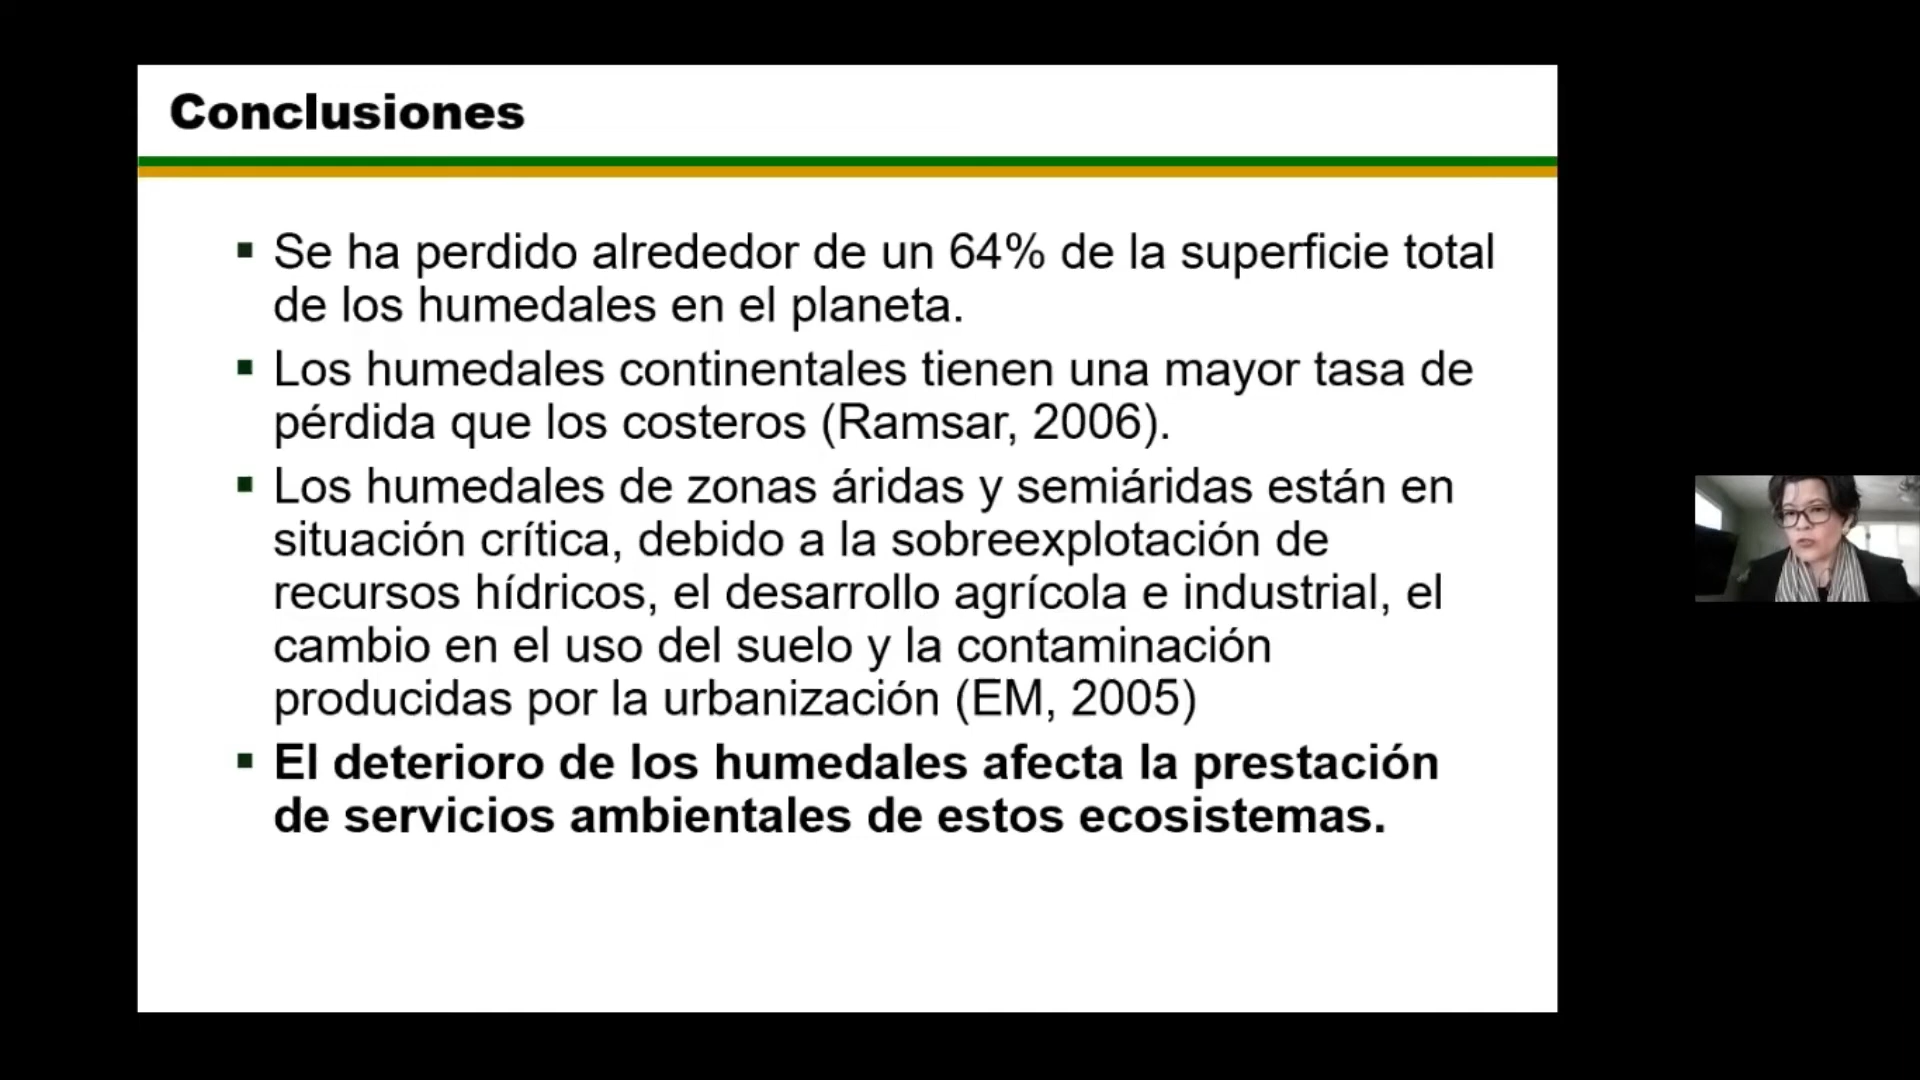 Conclusiones
Se ha perdido alrededor de un 64% de la superficie total
de los humedales en el planeta.
Los humedales continentales tienen una mayor tasa de
pérdida que los costeros (Ramsar, 2006).
Los humedales de zonas áridas y semiáridas están en
situación crítica, debido a la sobreexplotación de
recursos hídricos, el desarrollo agrícola e industrial, el
cambio en el uso del suelo y la contaminación
producidas por la urbanización (EM, 2005)
El deterioro de los humedales afecta la prestación
de servicios ambientales de estos ecosistemas.